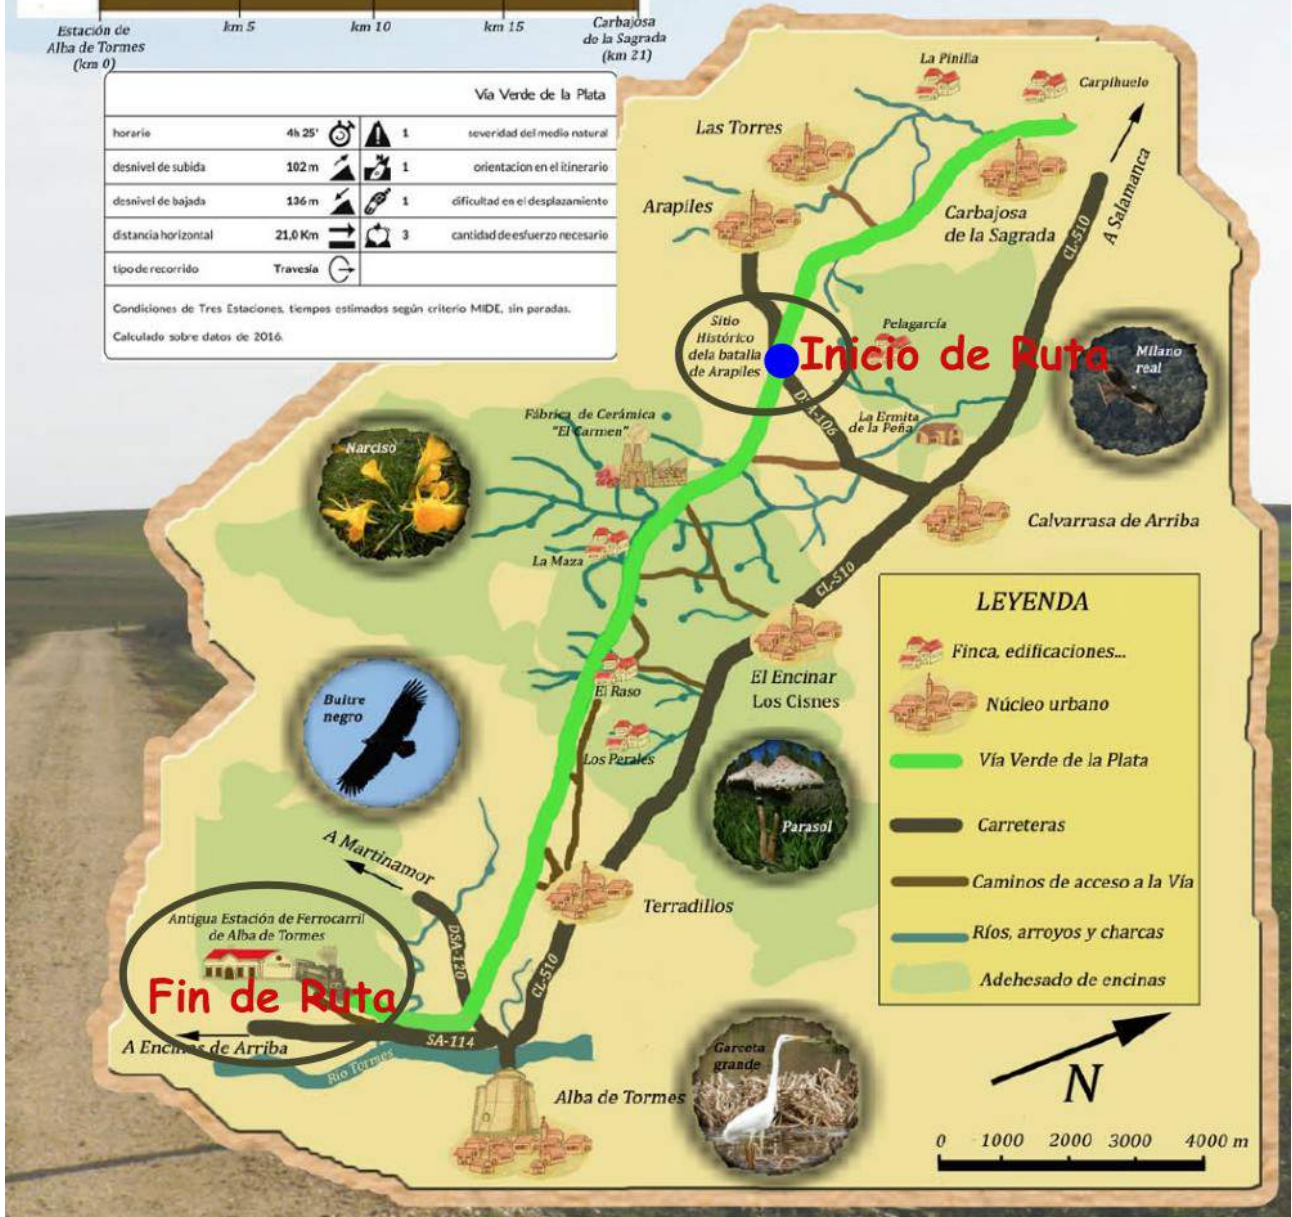 km 5
km 10
km 15
Estación de
Alba de Tormes
(km 0)
Carbajosa
de la Sagrada
(km 21)
Vía Verde de la Plata
horario 4h 25' 1 severidad del medio natural
desnivel de subida 102 m 1 orientacion en el itinerario
desnivel de bajada 136 m 1 dificultad en el desplazamiento
distancia horizontal 21,0 Km 3 cantidad de esfuerzo necesario
tipo de recorrido Travesía
Condiciones de Tres Estaciones, tiempos estimados según criterio MIDE, sin paradas.
Calculado sobre datos de 2016.
La Pinilla
Carpihuelo
Las Torres
A Salamanca
Arapiles
Carbajosa
de la Sagrada
CL-510
Sitio
Histórico
dela batalla
de Arapiles
Pelagarcía
Inicio de Ruta
Milano
real
DSA-106
La Ermita
de la Peña
Fábrica de Cerámica
"El Carmen"
Narciso
Calvarrasa de Arriba
La Maza
CL-510
El Encinar
Los Cisnes
El Raso
Los Perales
Buitre
negro
Parasol
A Martinamor
Terradillos
Antigua Estación de Ferrocarril
de Alba de Tormes
DSA-120
CL-510
Fin de Ruta
SA-114
A Encinas de Arriba
Río Tormes
Alba de Tormes
Garceta
grande
LEYENDA
Finca, edificaciones...
Núcleo urbano
Vía Verde de la Plata
Carreteras
Caminos de acceso a la Vía
Ríos, arroyos y charcas
Adehesado de encinas
N
0 1000 2000 3000 4000 m